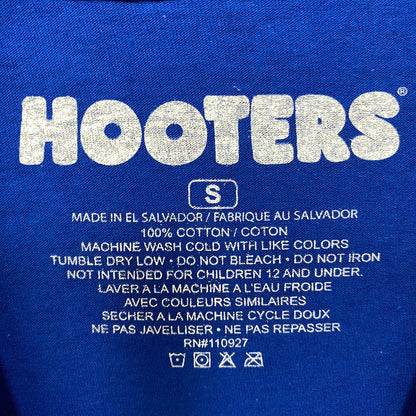 HOOTERS®
S
MADE IN EL SALVADOR / FABRIQUE AU SALVADOR
100% COTTON / COTON
MACHINE WASH COLD WITH LIKE COLORS
TUMBLE DRY LOW • DO NOT BLEACH • DO NOT IRON
NOT INTENDED FOR CHILDREN 12 AND UNDER.
LAVER A LA MACHINE A L'EAU FROIDE
AVEC COULEURS SIMILAIRES
SECHER A LA MACHINE CYCLE DOUX
NE PAS JAVELLISER • NE PAS REPASSER
RN#110927